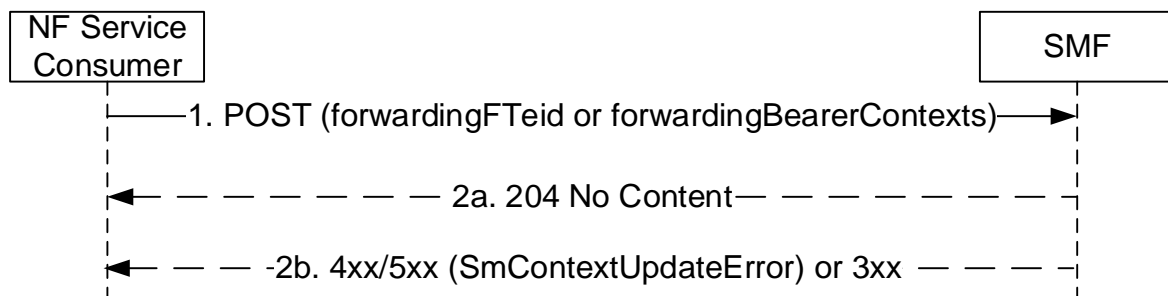 NF Service
Consumer
SMF
1. POST (forwardingFTeid or forwardingBearerContexts)
2a. 204 No Content
2b. 4xx/5xx (SmContextUpdateError) or 3xx